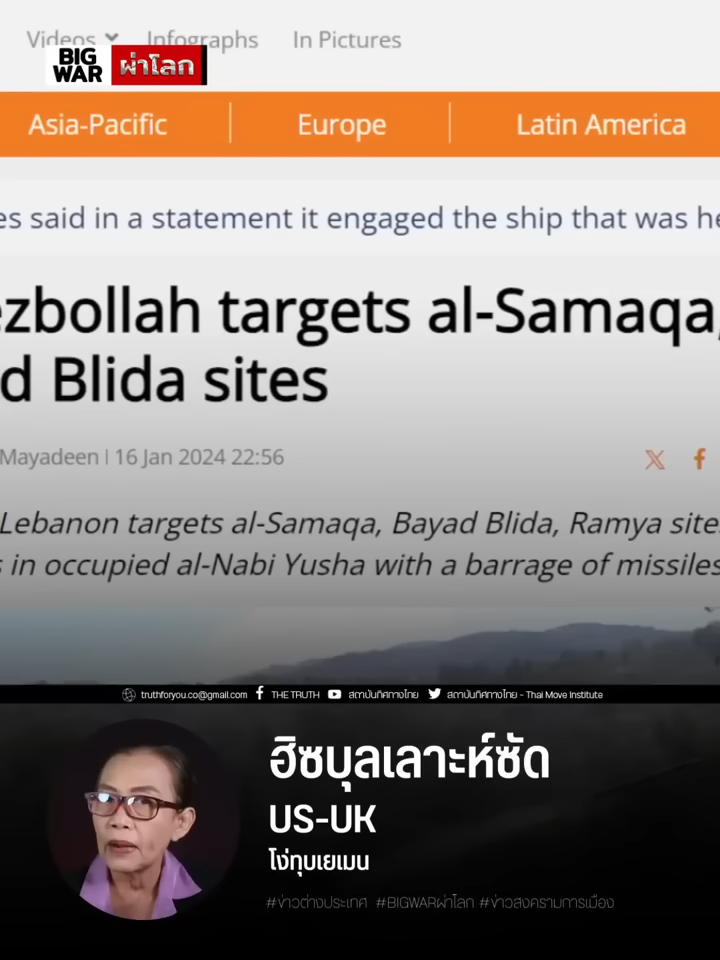 Videos Infographs In Pictures
BIG
WAR ผ่าโลก
Asia-Pacific Europe Latin America
es said in a statement it engaged the ship that was he
ezbollah targets al-Samaqa,
d Blida sites
Mayadeen | 16 Jan 2024 22:56
Lebanon targets al-Samaqa, Bayad Blida, Ramya site
s in occupied al-Nabi Yusha with a barrage of missiles
truthforyou.co@gmail.com THE TRUTH สถาบันทิศทางไทย สถาบันทิศทางไทย - Thai Move Institute
ฮิซบุลเลาะห์ซัด
US-UK
โง่ทุบเยเมน
#ข่าวต่างประเทศ #BIGWARผ่าโลก #ข่าวสงครามการเมือง